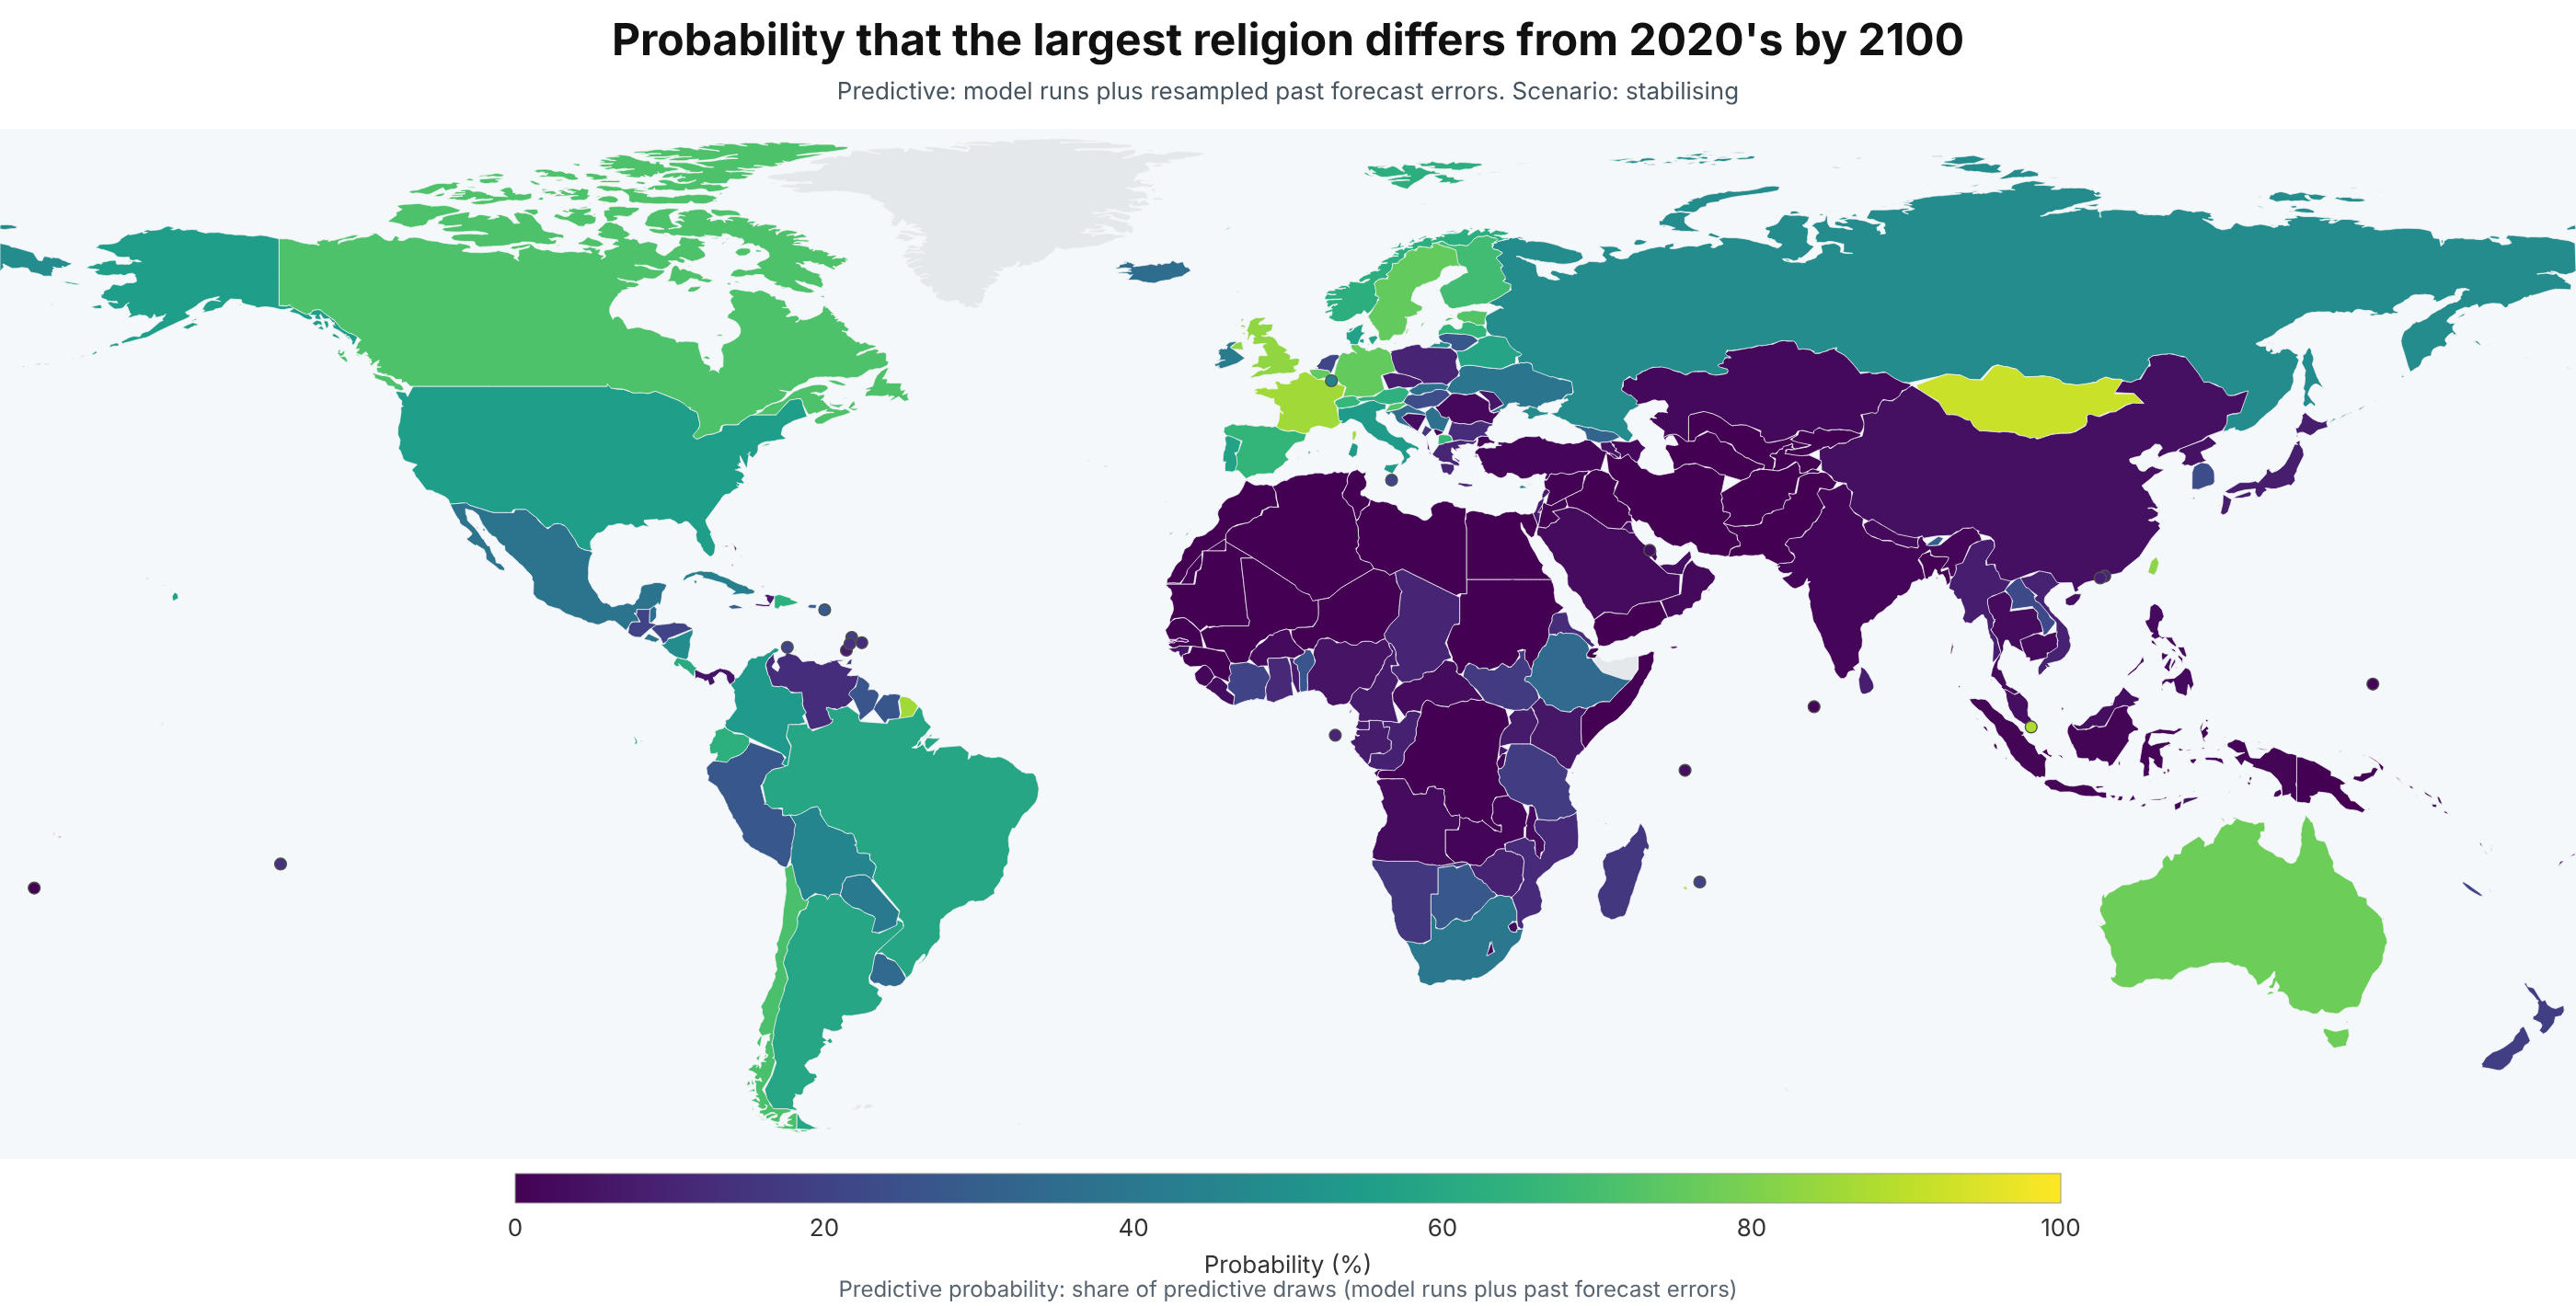 Probability that the largest religion differs from 2020's by 2100
Predictive: model runs plus resampled past forecast errors. Scenario: stabilising
0 20 40 60 80 100
Probability (%)
Predictive probability: share of predictive draws (model runs plus past forecast errors)